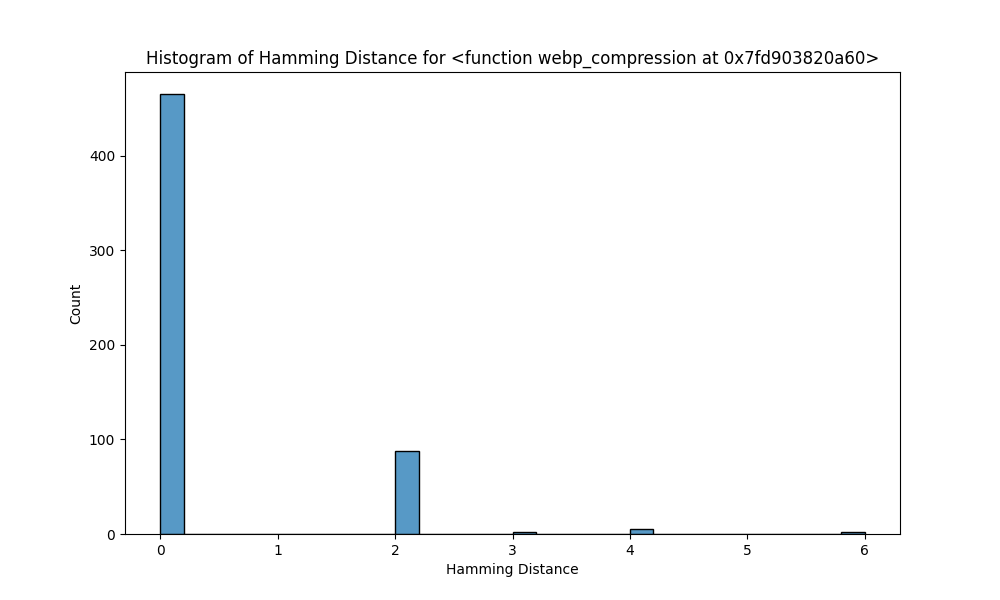 Histogram of Hamming Distance for <function webp_compression at 0x7fd903820a60>
Count
400
300
200
100
0
0 1 2 3 4 5 6
Hamming Distance